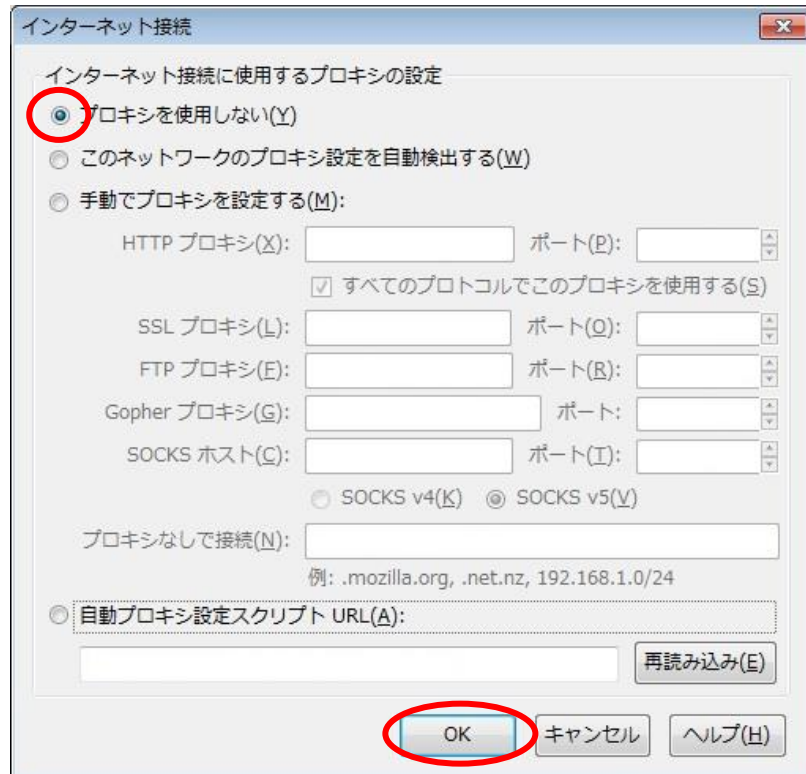 インターネット接続
インターネット接続に使用するプロキシの設定
プロキシを使用しない(Y)
このネットワークのプロキシ設定を自動検出する(W)
手動でプロキシを設定する(M):
HTTP プロキシ(X): ポート(P):
すべてのプロトコルでこのプロキシを使用する(S)
SSL プロキシ(L): ポート(O):
FTP プロキシ(F): ポート(R):
Gopher プロキシ(G): ポート:
SOCKS ホスト(C): ポート(T):
SOCKS v4(K) SOCKS v5(V)
プロキシなしで接続(N):
例: .mozilla.org, .net.nz, 192.168.1.0/24
自動プロキシ設定スクリプト URL(A):
再読み込み(E)
OK キャンセル ヘルプ(H)